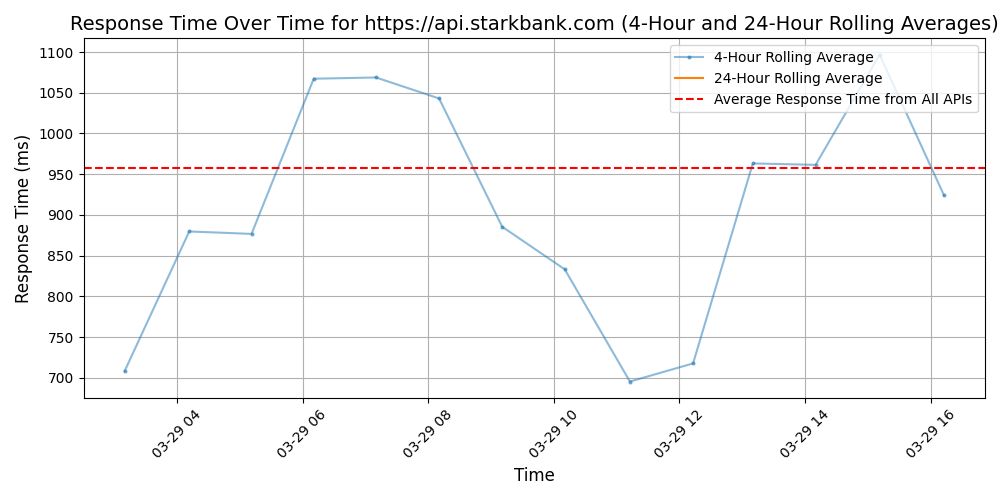 Response Time Over Time for https://api.starkbank.com (4-Hour and 24-Hour Rolling Averages)
4-Hour Rolling Average
24-Hour Rolling Average
Average Response Time from All APIs
Response Time (ms)
1100
1050
1000
950
900
850
800
750
700
03-29 04
03-29 06
03-29 08
03-29 10
03-29 12
03-29 14
03-29 16
Time